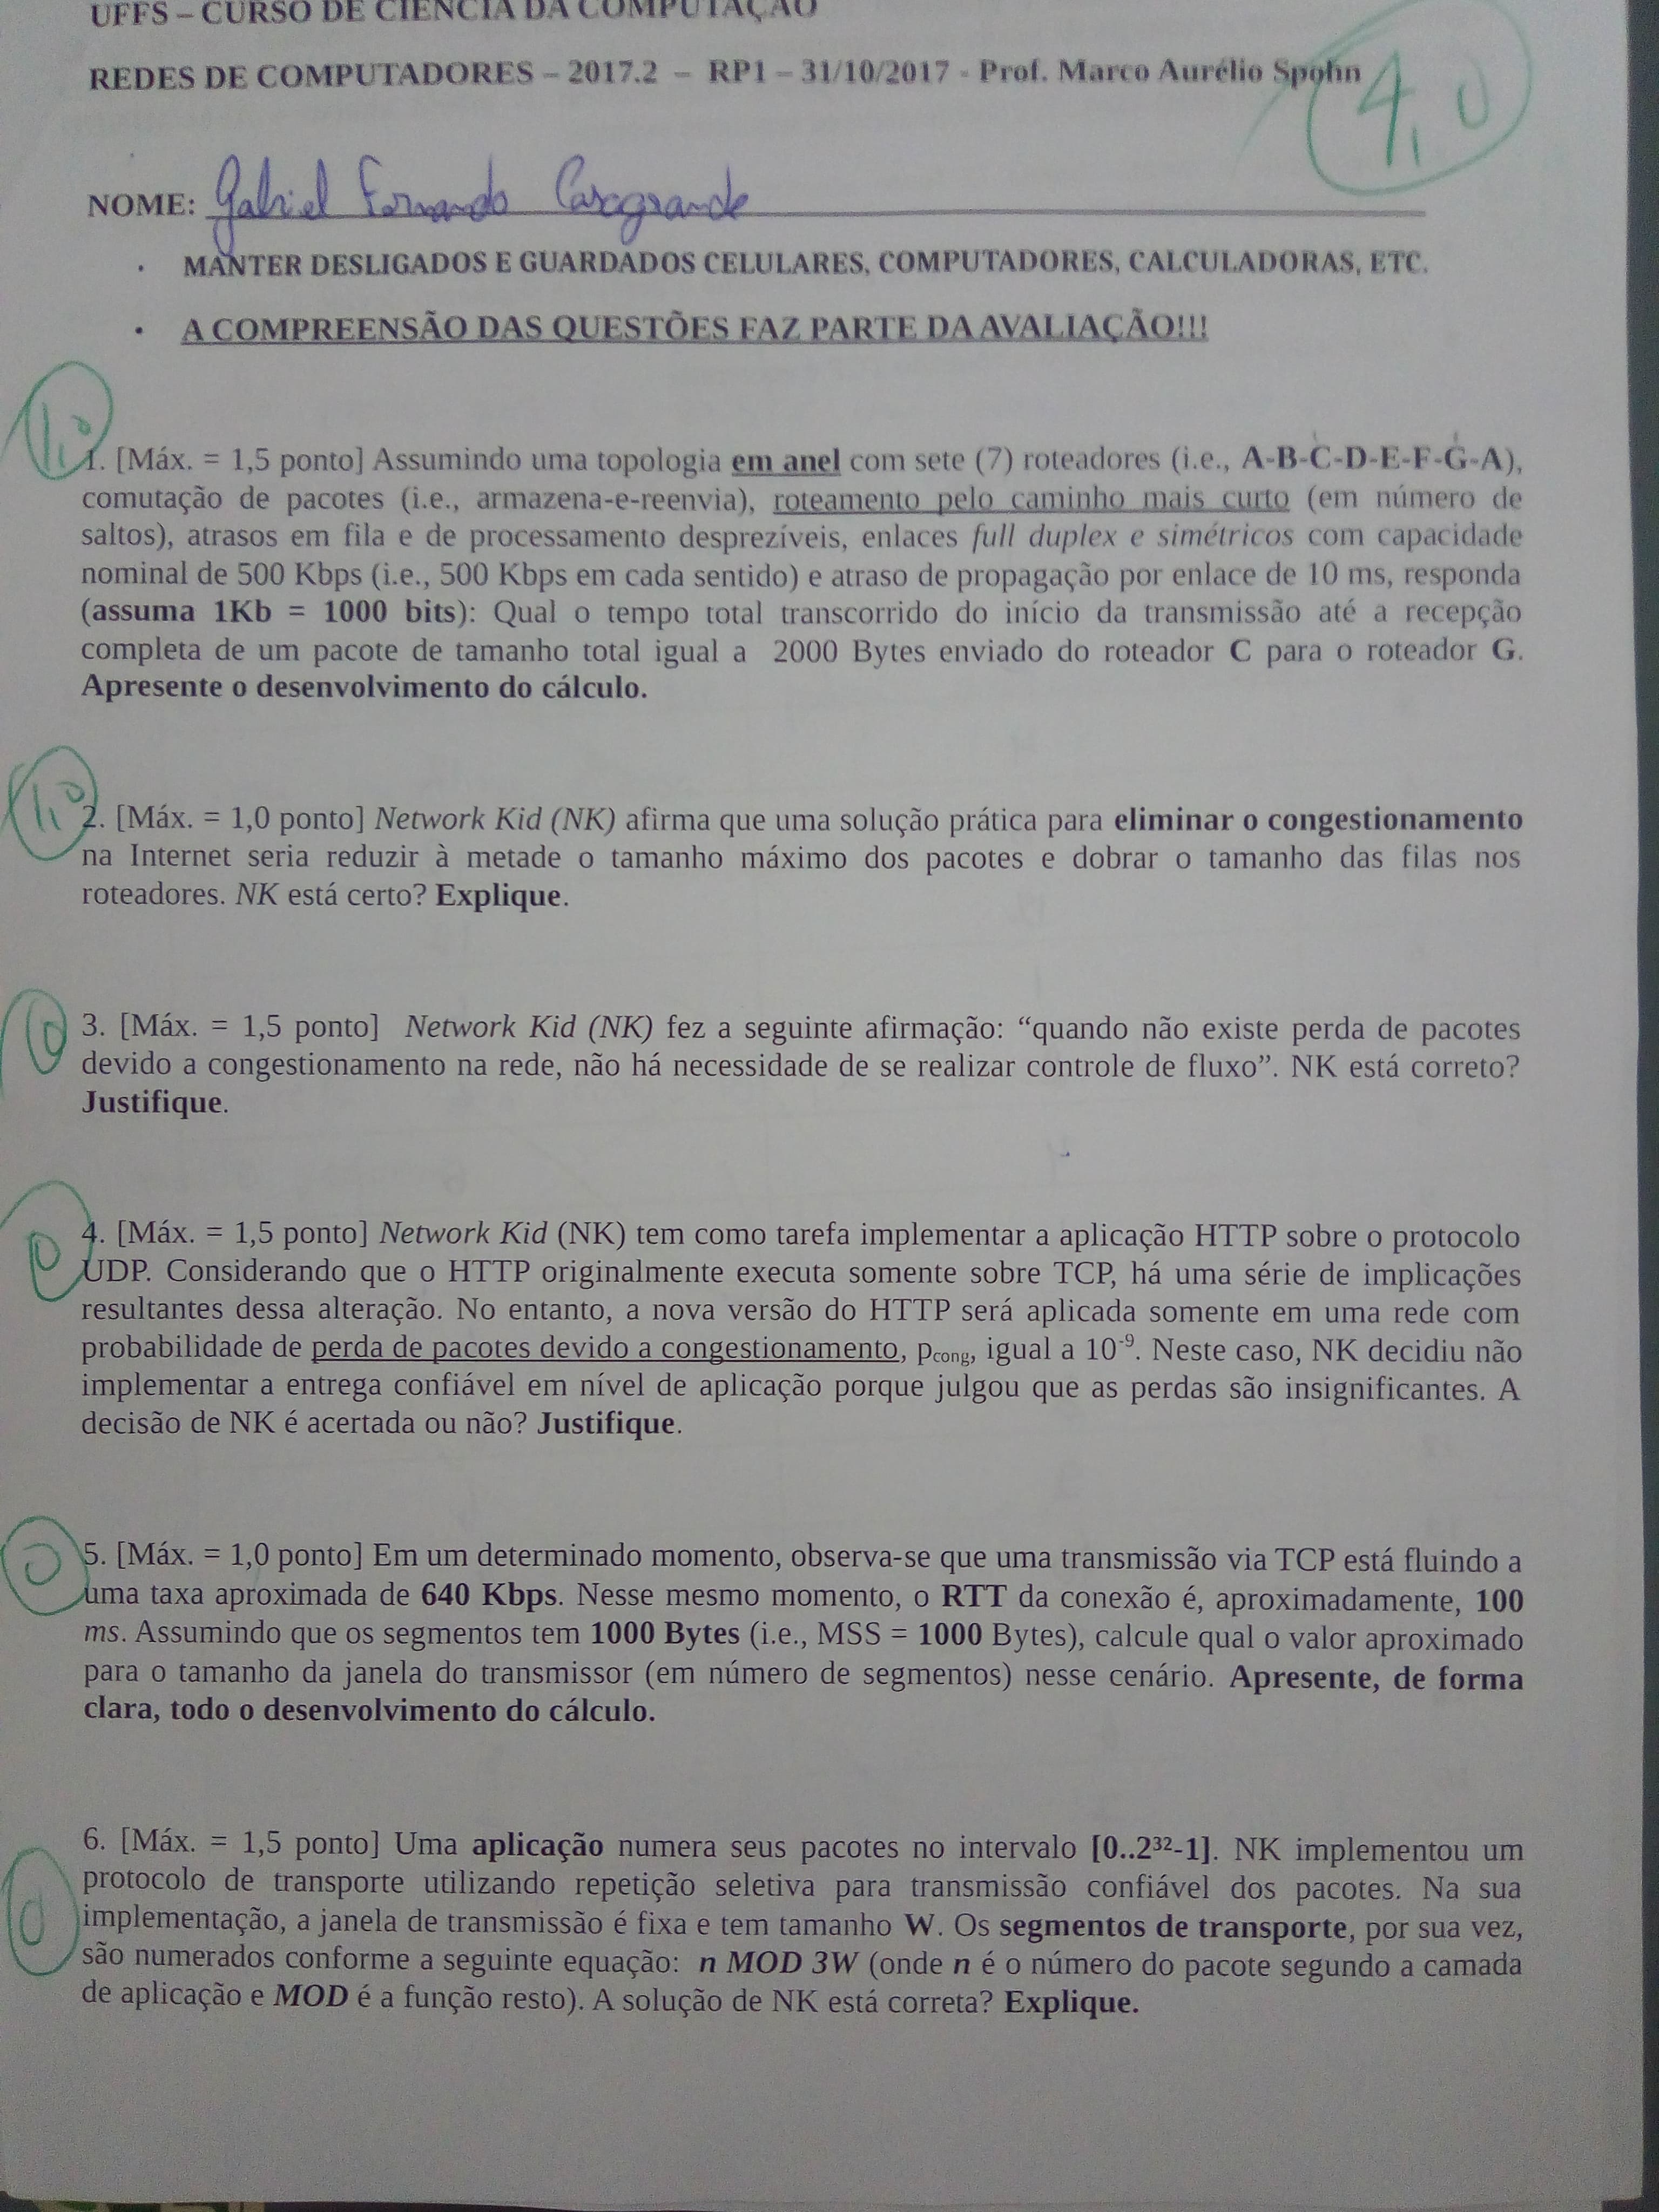 UFFS – CURSO DE CIÊNCIA DA COMPUTAÇÃO
REDES DE COMPUTADORES – 2017.2 – RP1 – 31/10/2017 - Prof. Marco Aurélio Spohn
4,0
NOME: Gabriel Fernando Casagrande
• MANTER DESLIGADOS E GUARDADOS CELULARES, COMPUTADORES, CALCULADORAS, ETC.
• A COMPREENSÃO DAS QUESTÕES FAZ PARTE DA AVALIAÇÃO!!!
1,0
1. [Máx. = 1,5 ponto] Assumindo uma topologia em anel com sete (7) roteadores (i.e., A-B-C-D-E-F-G-A),
comutação de pacotes (i.e., armazena-e-reenvia), roteamento pelo caminho mais curto (em número de
saltos), atrasos em fila e de processamento desprezíveis, enlaces full duplex e simétricos com capacidade
nominal de 500 Kbps (i.e., 500 Kbps em cada sentido) e atraso de propagação por enlace de 10 ms, responda
(assuma 1Kb = 1000 bits): Qual o tempo total transcorrido do início da transmissão até a recepção
completa de um pacote de tamanho total igual a 2000 Bytes enviado do roteador C para o roteador G.
Apresente o desenvolvimento do cálculo.
1,0
2. [Máx. = 1,0 ponto] Network Kid (NK) afirma que uma solução prática para eliminar o congestionamento
na Internet seria reduzir à metade o tamanho máximo dos pacotes e dobrar o tamanho das filas nos
roteadores. NK está certo? Explique.
0
3. [Máx. = 1,5 ponto] Network Kid (NK) fez a seguinte afirmação: “quando não existe perda de pacotes
devido a congestionamento na rede, não há necessidade de se realizar controle de fluxo”. NK está correto?
Justifique.
0
4. [Máx. = 1,5 ponto] Network Kid (NK) tem como tarefa implementar a aplicação HTTP sobre o protocolo
UDP. Considerando que o HTTP originalmente executa somente sobre TCP, há uma série de implicações
resultantes dessa alteração. No entanto, a nova versão do HTTP será aplicada somente em uma rede com
probabilidade de perda de pacotes devido a congestionamento, pcong, igual a 10⁻⁹. Neste caso, NK decidiu não
implementar a entrega confiável em nível de aplicação porque julgou que as perdas são insignificantes. A
decisão de NK é acertada ou não? Justifique.
0
5. [Máx. = 1,0 ponto] Em um determinado momento, observa-se que uma transmissão via TCP está fluindo a
uma taxa aproximada de 640 Kbps. Nesse mesmo momento, o RTT da conexão é, aproximadamente, 100
ms. Assumindo que os segmentos tem 1000 Bytes (i.e., MSS = 1000 Bytes), calcule qual o valor aproximado
para o tamanho da janela do transmissor (em número de segmentos) nesse cenário. Apresente, de forma
clara, todo o desenvolvimento do cálculo.
0
6. [Máx. = 1,5 ponto] Uma aplicação numera seus pacotes no intervalo [0..2³²-1]. NK implementou um
protocolo de transporte utilizando repetição seletiva para transmissão confiável dos pacotes. Na sua
implementação, a janela de transmissão é fixa e tem tamanho W. Os segmentos de transporte, por sua vez,
são numerados conforme a seguinte equação: n MOD 3W (onde n é o número do pacote segundo a camada
de aplicação e MOD é a função resto). A solução de NK está correta? Explique.